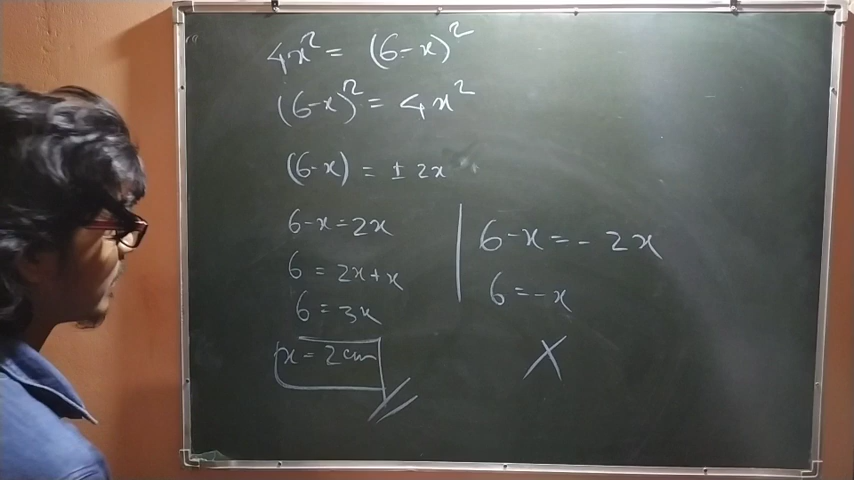 4x² = (6-x)²
(6-x)² = 4x²
(6-x) = ± 2x
6-x=2x
6 = 2x+x
6 = 3x
x = 2 cm
6-x=- 2x
6 =-x
X